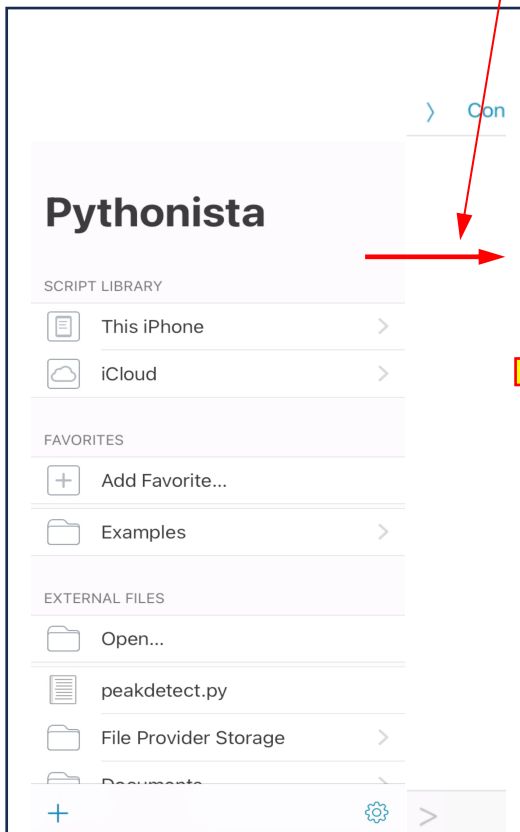 Con
Pythonista
SCRIPT LIBRARY
This iPhone
iCloud
FAVORITES
Add Favorite...
Examples
EXTERNAL FILES
Open...
peakdetect.py
File Provider Storage
Documents